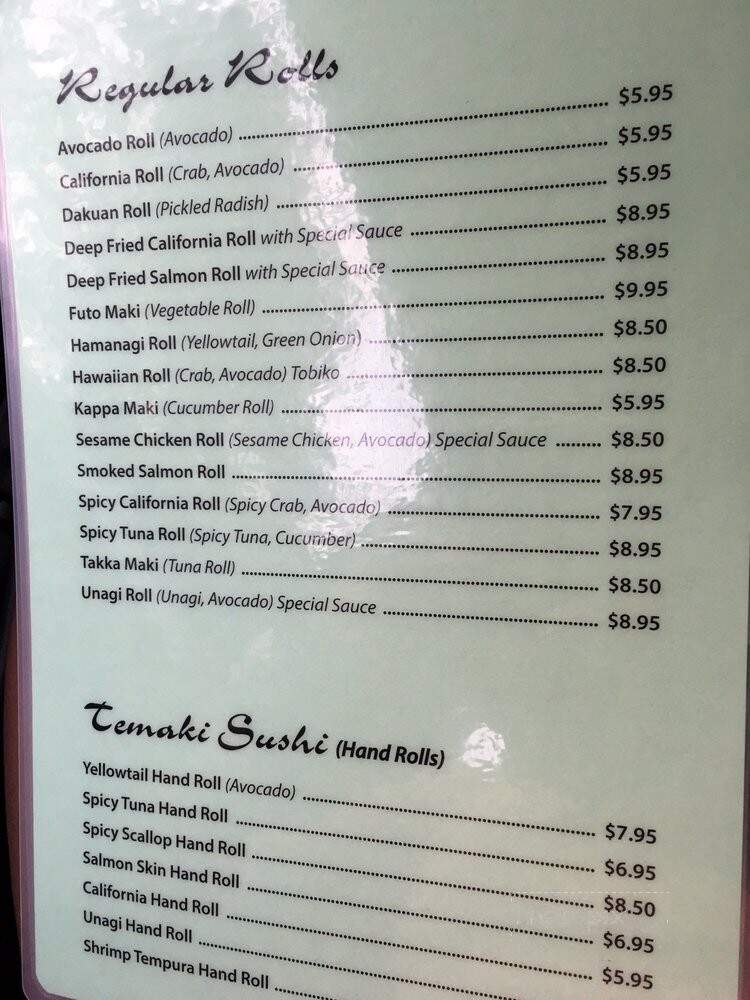 Regular Rolls
Avocado Roll (Avocado) ........ $5.95
California Roll (Crab, Avocado) ........ $5.95
Dakuan Roll (Pickled Radish) ........ $5.95
Deep Fried California Roll with Special Sauce ........ $8.95
Deep Fried Salmon Roll with Special Sauce ........ $8.95
Futo Maki (Vegetable Roll) ........ $9.95
Hamanagi Roll (Yellowtail, Green Onion) ........ $8.50
Hawaiian Roll (Crab, Avocado) Tobiko ........ $8.50
Kappa Maki (Cucumber Roll) ........ $5.95
Sesame Chicken Roll (Sesame Chicken, Avocado) Special Sauce ......... $8.50
Smoked Salmon Roll ........ $8.95
Spicy California Roll (Spicy Crab, Avocado) ........ $7.95
Spicy Tuna Roll (Spicy Tuna, Cucumber) ........ $8.95
Takka Maki (Tuna Roll) ........ $8.50
Unagi Roll (Unagi, Avocado) Special Sauce ........ $8.95
Temaki Sushi (Hand Rolls)
Yellowtail Hand Roll (Avocado) ........ $7.95
Spicy Tuna Hand Roll ........ $6.95
Spicy Scallop Hand Roll ........ $8.50
Salmon Skin Hand Roll ........ $6.95
California Hand Roll ........ $5.95
Unagi Hand Roll ........
Shrimp Tempura Hand Roll ........